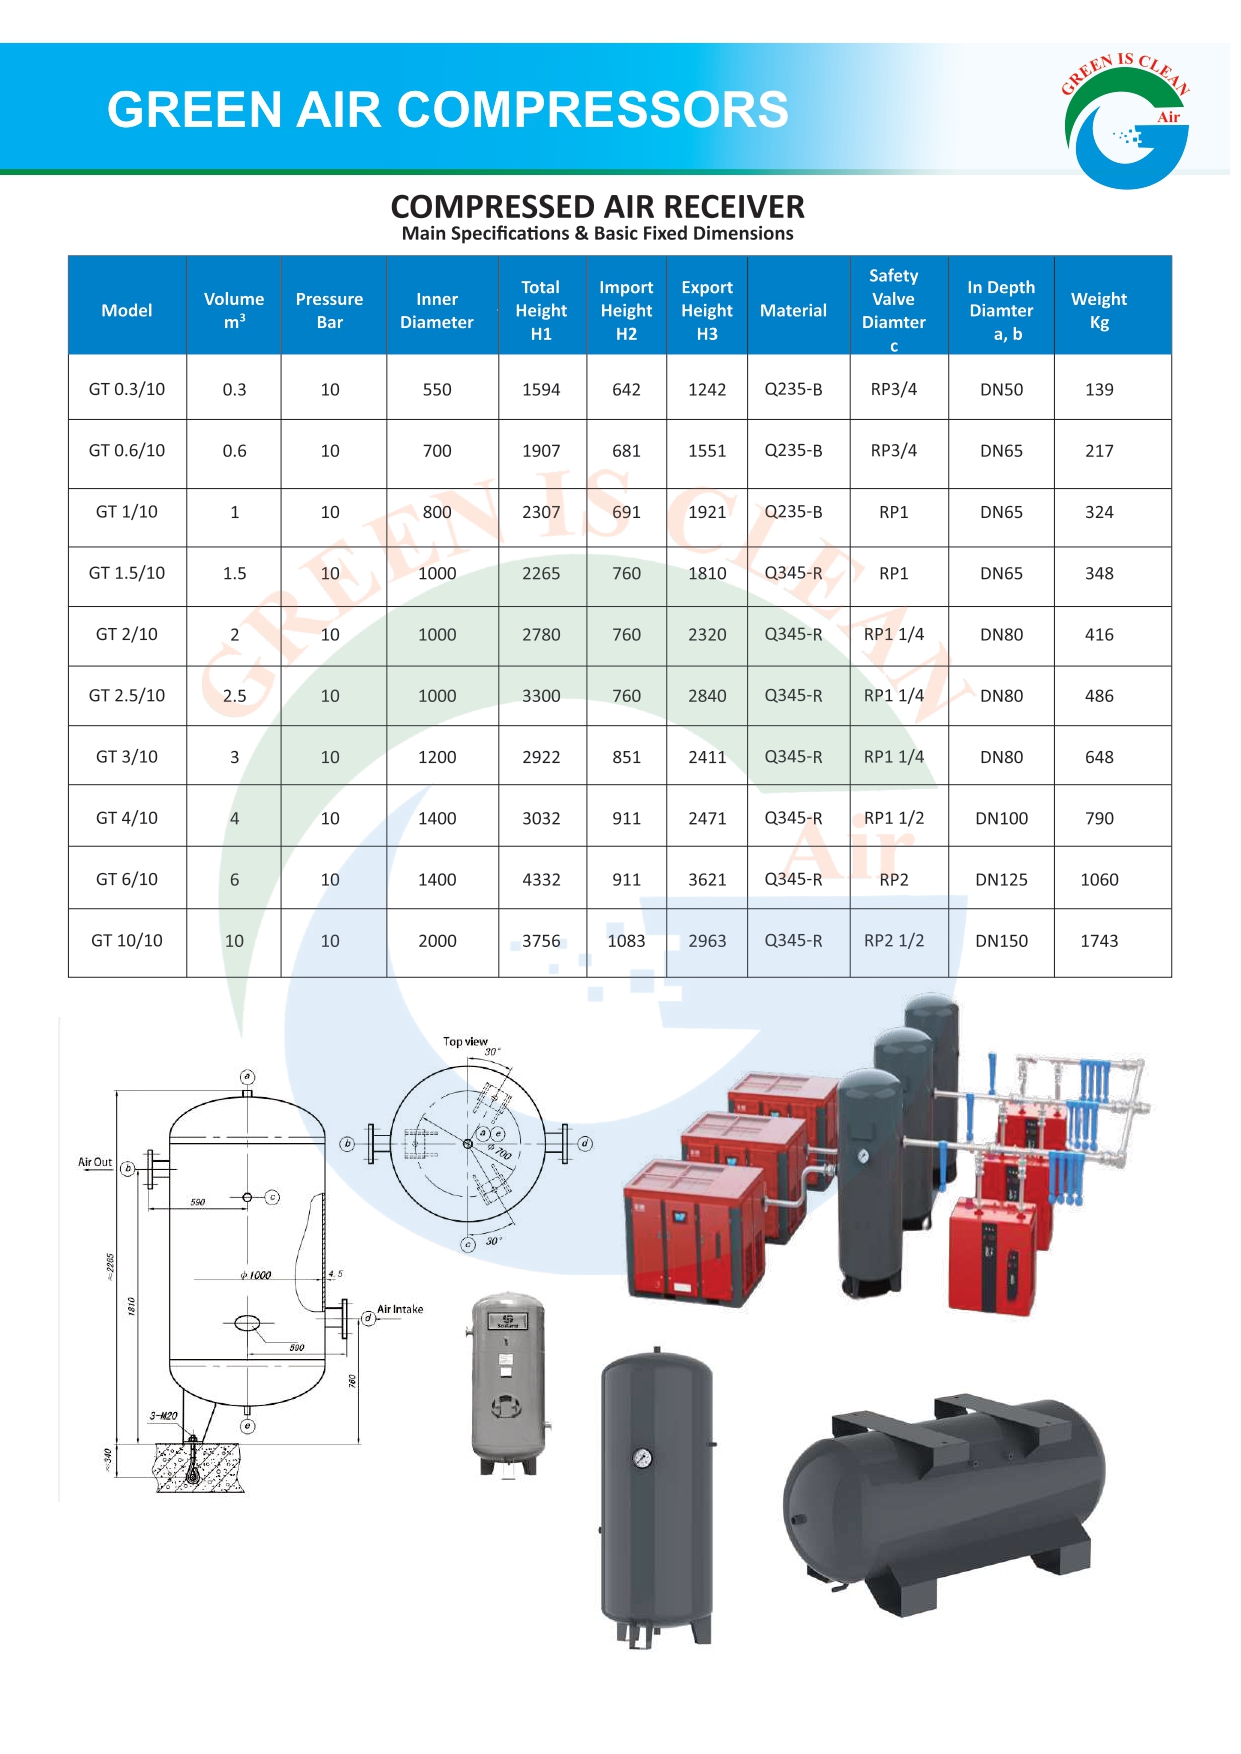 GREEN AIR COMPRESSORS
GREEN IS CLEAN
Air
COMPRESSED AIR RECEIVER
Main Specifications & Basic Fixed Dimensions
Model Volume m³ Pressure Bar Inner Diameter Total Height H1 Import Height H2 Export Height H3 Material Safety Valve Diamter c In Depth Diamter a, b Weight Kg
GT 0.3/10 0.3 10 550 1594 642 1242 Q235-B RP3/4 DN50 139
GT 0.6/10 0.6 10 700 1907 681 1551 Q235-B RP3/4 DN65 217
GT 1/10 1 10 800 2307 691 1921 Q235-B RP1 DN65 324
GT 1.5/10 1.5 10 1000 2265 760 1810 Q345-R RP1 DN65 348
GT 2/10 2 10 1000 2780 760 2320 Q345-R RP1 1/4 DN80 416
GT 2.5/10 2.5 10 1000 3300 760 2840 Q345-R RP1 1/4 DN80 486
GT 3/10 3 10 1200 2922 851 2411 Q345-R RP1 1/4 DN80 648
GT 4/10 4 10 1400 3032 911 2471 Q345-R RP1 1/2 DN100 790
GT 6/10 6 10 1400 4332 911 3621 Q345-R RP2 DN125 1060
GT 10/10 10 10 2000 3756 1083 2963 Q345-R RP2 1/2 DN150 1743
GREEN IS CLEAN
Air
Top view
30°
a
b
a e
d
φ700
c
30°
Air Out
b
c
590
≈2265
1810
φ1000
4.5
d
Air Intake
590
760
3-M20
e
≈340